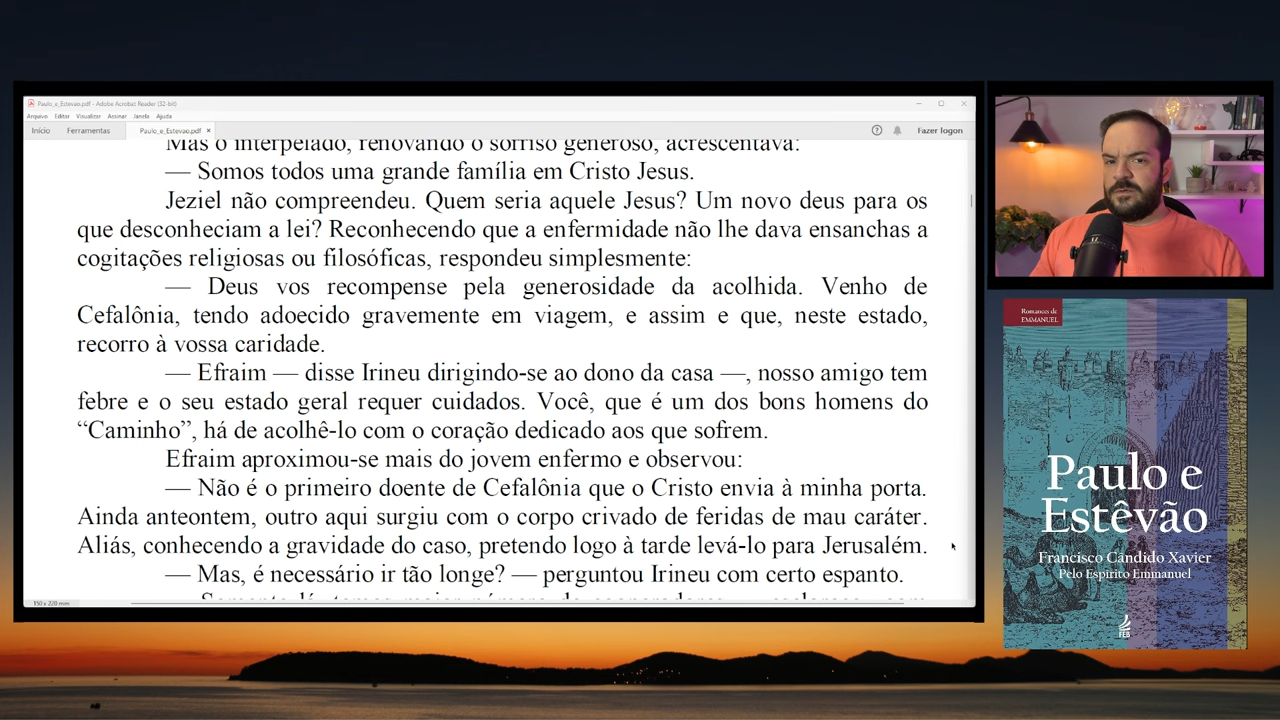 Paulo_e_Estevao.pdf - Adobe Acrobat Reader (32-bit)
Arquivo Editar Visualizar Assinar Janela Ajuda
Início Ferramentas Paulo_e_Estevao.pdf × Fazer logon
Mas o interpelado, renovando o sorriso generoso, acrescentava:
— Somos todos uma grande família em Cristo Jesus.
Jeziel não compreendeu. Quem seria aquele Jesus? Um novo deus para os
que desconheciam a lei? Reconhecendo que a enfermidade não lhe dava ensanchas a
cogitações religiosas ou filosóficas, respondeu simplesmente:
— Deus vos recompense pela generosidade da acolhida. Venho de
Cefalônia, tendo adoecido gravemente em viagem, e assim e que, neste estado,
recorro à vossa caridade.
— Efraim — disse Irineu dirigindo-se ao dono da casa —, nosso amigo tem
febre e o seu estado geral requer cuidados. Você, que é um dos bons homens do
“Caminho”, há de acolhê-lo com o coração dedicado aos que sofrem.
Efraim aproximou-se mais do jovem enfermo e observou:
— Não é o primeiro doente de Cefalônia que o Cristo envia à minha porta.
Ainda anteontem, outro aqui surgiu com o corpo crivado de feridas de mau caráter.
Aliás, conhecendo a gravidade do caso, pretendo logo à tarde levá-lo para Jerusalém.
— Mas, é necessário ir tão longe? — perguntou Irineu com certo espanto.
150 x 220 mm
Romances de
EMMANUEL
Paulo e
Estêvão
Francisco Cândido Xavier
Pelo Espírito Emmanuel
FEB